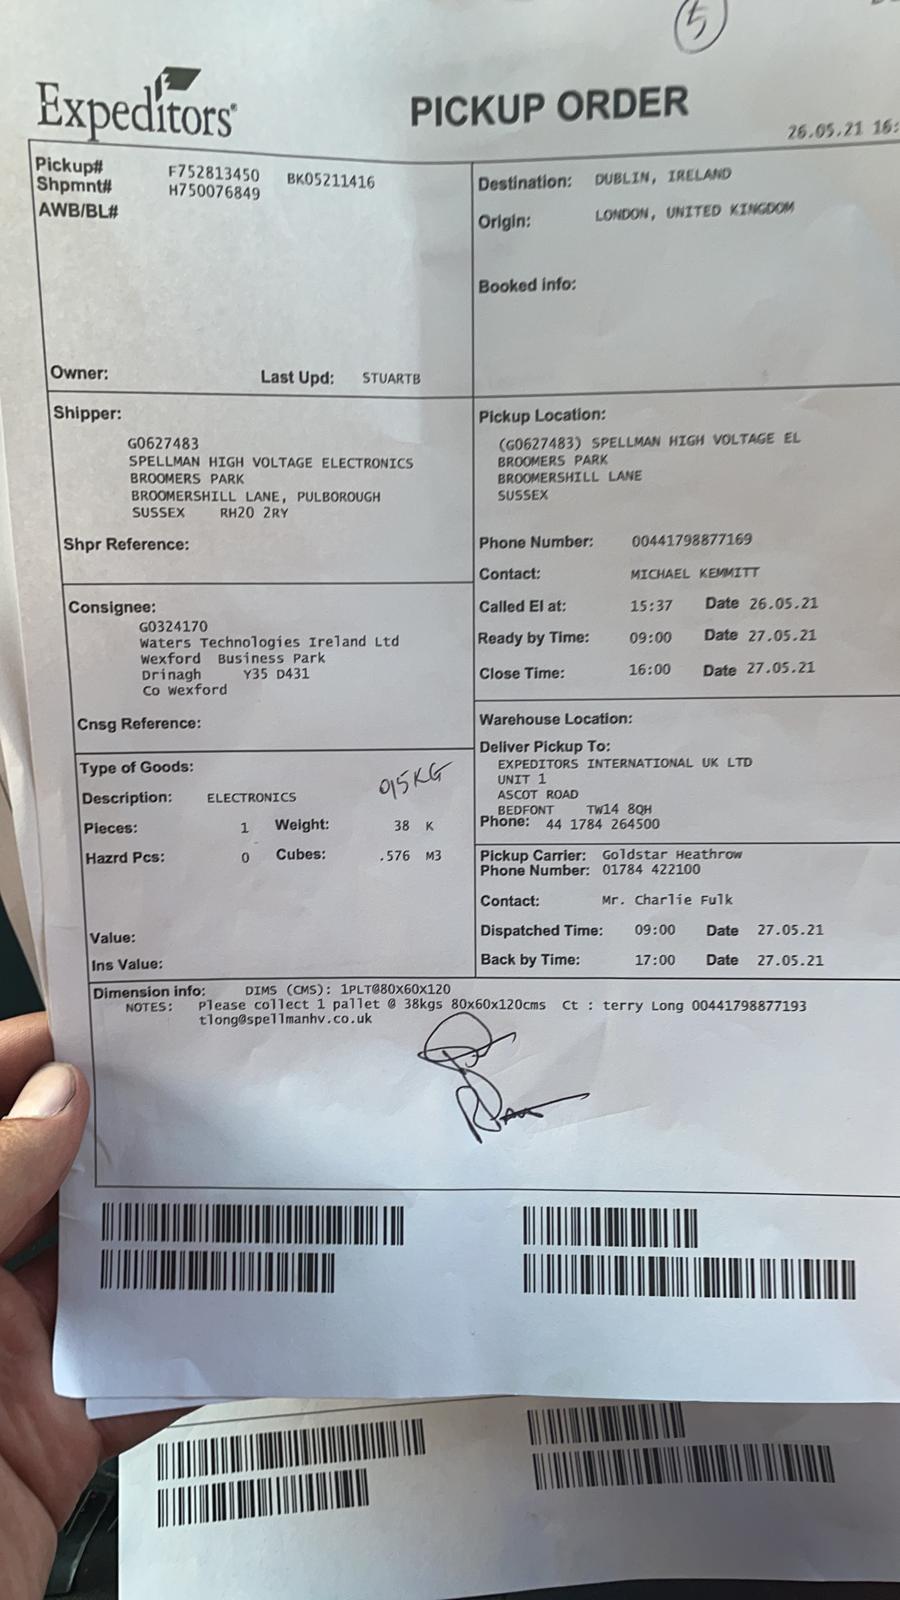 5
Expeditors®
PICKUP ORDER
26.05.21 16:
Pickup# F752813450 BK05211416
Shpmnt# H750076849
AWB/BL#
Destination: DUBLIN, IRELAND
Origin: LONDON, UNITED KINGDOM
Booked info:
Owner: Last Upd: STUARTB
Shipper:
G0627483
SPELLMAN HIGH VOLTAGE ELECTRONICS
BROOMERS PARK
BROOMERSHILL LANE, PULBOROUGH
SUSSEX RH20 2RY
Shpr Reference:
Pickup Location:
(G0627483) SPELLMAN HIGH VOLTAGE EL
BROOMERS PARK
BROOMERSHILL LANE
SUSSEX
Phone Number: 00441798877169
Contact: MICHAEL KEMMITT
Called EI at: 15:37 Date 26.05.21
Ready by Time: 09:00 Date 27.05.21
Close Time: 16:00 Date 27.05.21
Consignee:
G0324170
Waters Technologies Ireland Ltd
Wexford Business Park
Drinagh Y35 D431
Co Wexford
Cnsg Reference:
Warehouse Location:
Deliver Pickup To:
EXPEDITORS INTERNATIONAL UK LTD
UNIT 1
ASCOT ROAD
BEDFONT TW14 8QH
Phone: 44 1784 264500
Type of Goods:
Description: ELECTRONICS
Pieces: 1 Weight: 38 K
Hazrd Pcs: 0 Cubes: .576 M3
Value:
Ins Value:
Pickup Carrier: Goldstar Heathrow
Phone Number: 01784 422100
Contact: Mr. Charlie Fulk
Dispatched Time: 09:00 Date 27.05.21
Back by Time: 17:00 Date 27.05.21
Dimension info: DIMS (CMS): 1PLT@80x60x120
NOTES: Please collect 1 pallet @ 38kgs 80x60x120cms Ct : terry Long 00441798877193
tlong@spellmanhv.co.uk